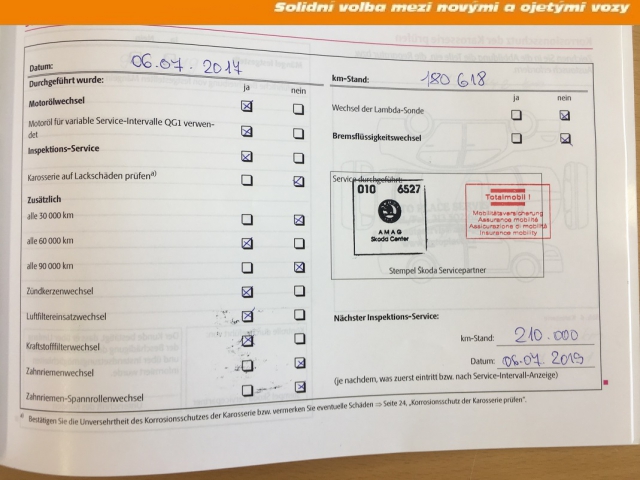 Solidní volba mezi novými a ojetými vozy
Datum: 06.07.2017
Durchgeführt wurde: ja nein
Motorölwechsel
Motoröl für variable Service-Intervalle QG1 verwen-
det
Inspektions-Service
Karosserie auf Lackschäden prüfena)
Zusätzlich
alle 30 000 km
alle 60 000 km
alle 90 000 km
Zündkerzenwechsel
Luftfiltereinsatzwechsel
Kraftstofffilterwechsel
Zahnriemenwechsel
Zahnriemen-Spannrollenwechsel
km-Stand: 180 618
ja nein
Wechsel der Lambda-Sonde
Bremsflüssigkeitswechsel
Service durchgeführt:
010 6527
AMAG
Skoda Center
Totalmobil!
Mobilitätsversicherung
Assurance mobilité
Assicurazione di mobilità
Insurance mobility
Stempel Škoda Servicepartner
Nächster Inspektions-Service:
km-Stand: 210.000
Datum: 06.07.2019
(je nachdem, was zuerst eintritt bzw. nach Service-Intervall-Anzeige)
a) Bestätigen Sie die Unversehrtheit des Korrosionsschutzes der Karosserie bzw. vermerken Sie eventuelle Schäden ⇒ Seite 24, „Korrosionsschutz der Karosserie prüfen".